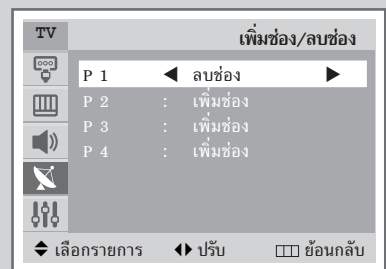 TV เพิ่มช่อง/ลบช่อง
P 1 ◀ ลบช่อง ▶
P 2 : เพิ่มช่อง
P 3 : เพิ่มช่อง
P 4 : เพิ่มช่อง
เลือกรายการ ปรับ ย้อนกลับ